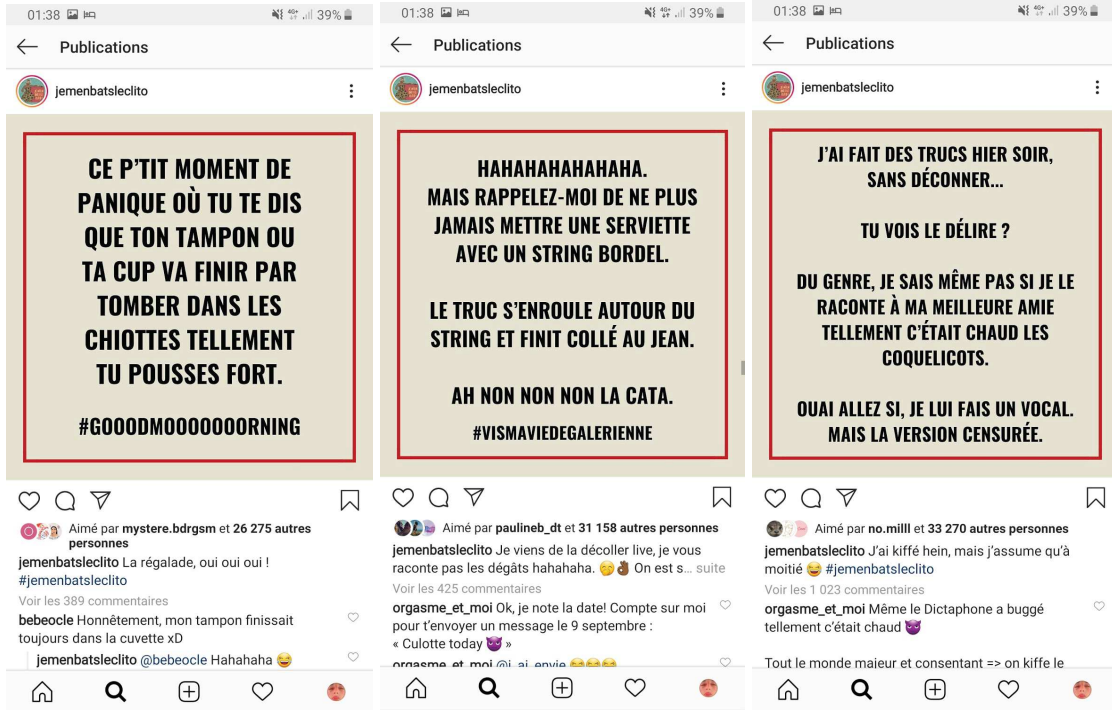 01:38
4G+
39%
Publications
jemenbatsleclito
CE P'TIT MOMENT DE
PANIQUE OÙ TU TE DIS
QUE TON TAMPON OU
TA CUP VA FINIR PAR
TOMBER DANS LES
CHIOTTES TELLEMENT
TU POUSSES FORT.
#GOOODMOOOOOOORNING
Aimé par mystere.bdrgsm et 26 275 autres
personnes
jemenbatsleclito La régalade, oui oui oui !
#jemenbatsleclito
Voir les 389 commentaires
bebeocle Honnêtement, mon tampon finissait
toujours dans la cuvette xD
jemenbatsleclito @bebeocle Hahahaha 😂
01:38
4G+
39%
Publications
jemenbatsleclito
HAHAHAHAHAHAHA.
MAIS RAPPELEZ-MOI DE NE PLUS
JAMAIS METTRE UNE SERVIETTE
AVEC UN STRING BORDEL.
LE TRUC S'ENROULE AUTOUR DU
STRING ET FINIT COLLÉ AU JEAN.
AH NON NON NON LA CATA.
#VISMAVIEDEGALERIENNE
Aimé par paulineb_dt et 31 158 autres personnes
jemenbatsleclito Je viens de la décoller live, je vous
raconte pas les dégâts hahahaha. 🤭👌🏾 On est s... suite
Voir les 425 commentaires
orgasme_et_moi Ok, je note la date! Compte sur moi
pour t'envoyer un message le 9 septembre :
« Culotte today 😈 »
orgasme_et_moi @j_ai_envie 😂😂😂
01:38
4G+
39%
Publications
jemenbatsleclito
J'AI FAIT DES TRUCS HIER SOIR,
SANS DÉCONNER...
TU VOIS LE DÉLIRE ?
DU GENRE, JE SAIS MÊME PAS SI JE LE
RACONTE À MA MEILLEURE AMIE
TELLEMENT C'ÉTAIT CHAUD LES
COQUELICOTS.
OUAI ALLEZ SI, JE LUI FAIS UN VOCAL.
MAIS LA VERSION CENSURÉE.
Aimé par no.milll et 33 270 autres personnes
jemenbatsleclito J'ai kiffé hein, mais j'assume qu'à
moitié 😂 #jemenbatsleclito
Voir les 1 023 commentaires
orgasme_et_moi Même le Dictaphone a buggé
tellement c'était chaud 😈
Tout le monde majeur et consentant => on kiffe le